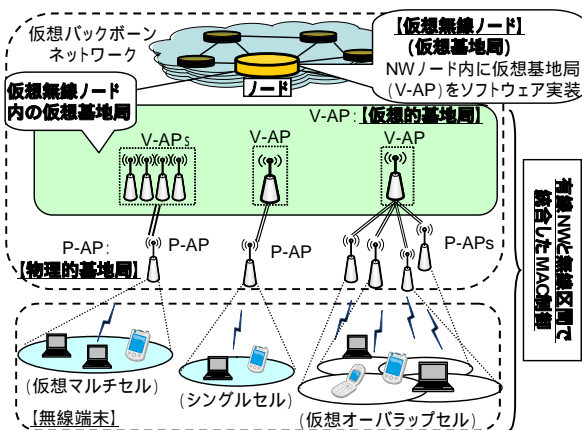 仮想バックボーン
ネットワーク
ノード
【仮想無線ノード】
(仮想基地局)
NWノード内に仮想基地局
(V-AP)をソフトウェア実装
仮想無線ノード
内の仮想基地局
V-AP:【仮想的基地局】
V-APs
V-AP
V-AP
P-AP:
【物理的基地局】
P-AP
P-AP
P-APs
有線NWと無線区間で
統合したMAC制御
(仮想マルチセル)
(シングルセル)
(仮想オーバラップセル)
【無線端末】